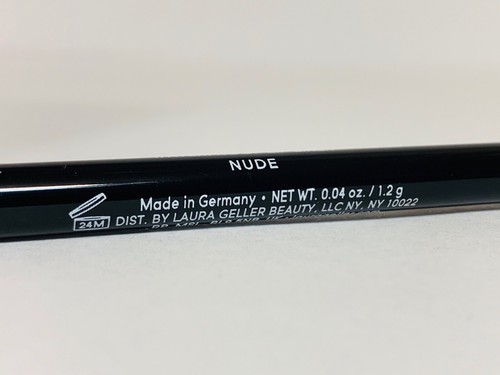 NUDE
Made in Germany • NET WT. 0.04 oz. / 1.2 g
24M DIST. BY LAURA GELLER BEAUTY, LLC NY, NY 10022